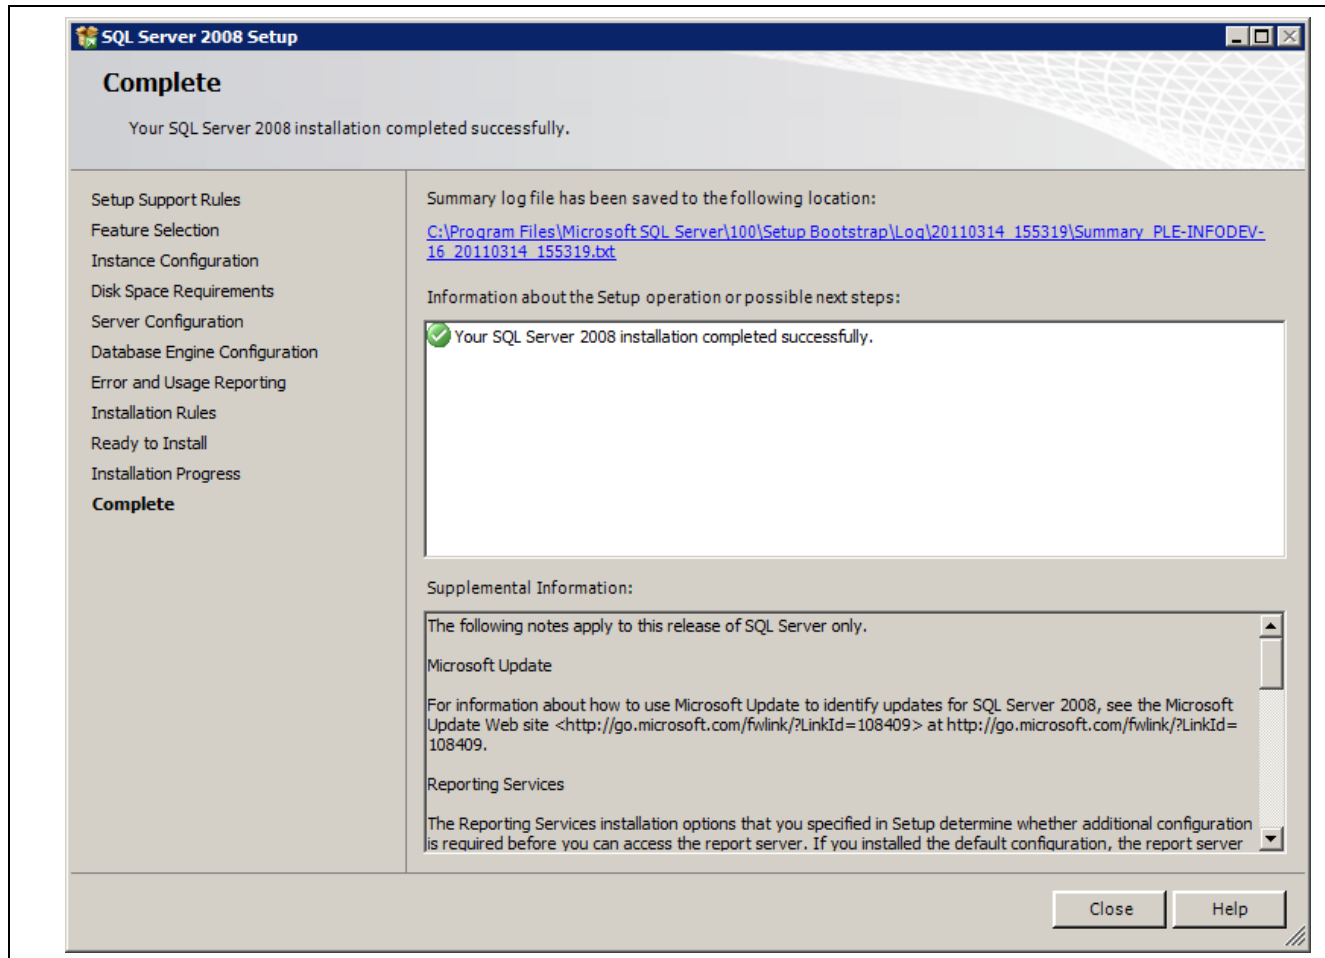 SQL Server 2008 Setup
Complete
Your SQL Server 2008 installation completed successfully.
Setup Support Rules
Feature Selection
Instance Configuration
Disk Space Requirements
Server Configuration
Database Engine Configuration
Error and Usage Reporting
Installation Rules
Ready to Install
Installation Progress
Complete
Summary log file has been saved to the following location:
C:\Program Files\Microsoft SQL Server\100\Setup Bootstrap\Log\20110314_155319\Summary_PLE-INFODEV-
16_20110314_155319.txt
Information about the Setup operation or possible next steps:
Your SQL Server 2008 installation completed successfully.
Supplemental Information:
The following notes apply to this release of SQL Server only.
Microsoft Update
For information about how to use Microsoft Update to identify updates for SQL Server 2008, see the Microsoft
Update Web site <http://go.microsoft.com/fwlink/?LinkId=108409> at http://go.microsoft.com/fwlink/?LinkId=
108409.
Reporting Services
The Reporting Services installation options that you specified in Setup determine whether additional configuration
is required before you can access the report server. If you installed the default configuration, the report server
Close
Help